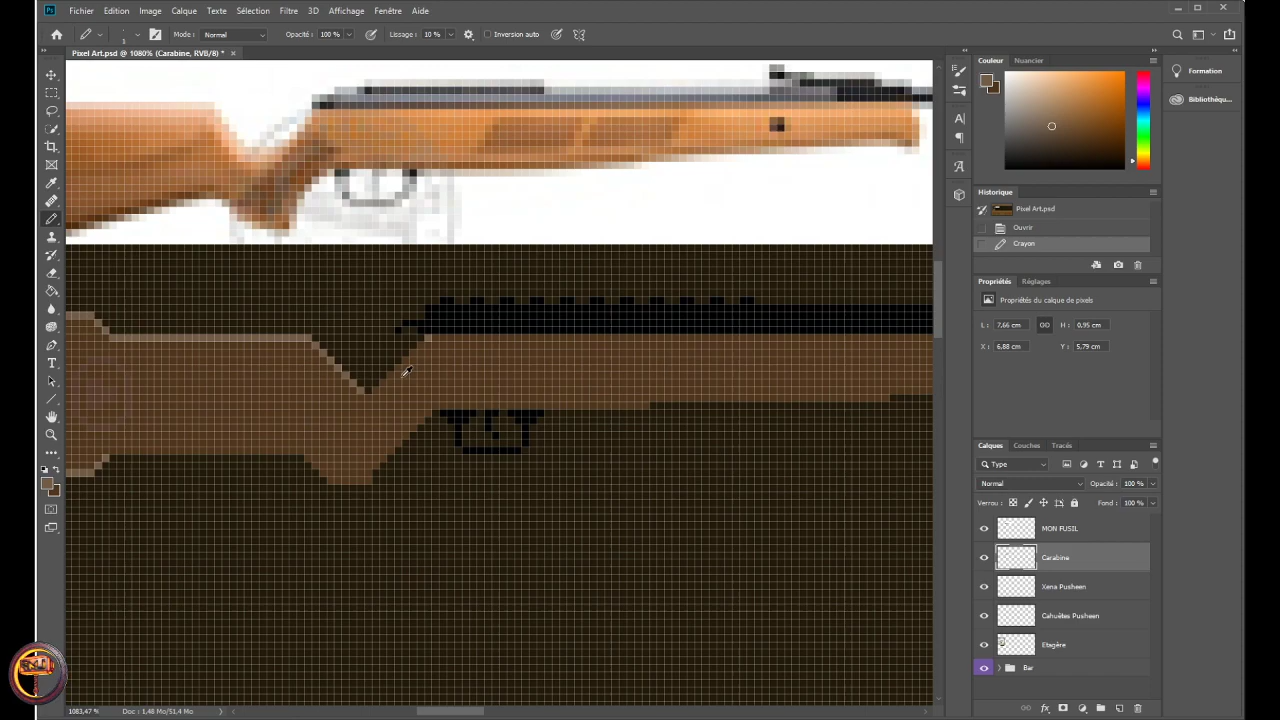 Ps Fichier Edition Image Calque Texte Sélection Filtre 3D Affichage Fenêtre Aide
1 Mode : Normal Opacité : 100 % Lissage : 10 % Inversion auto
Pixel Art.psd @ 1080% (Carabine, RVB/8) * ×
Couleur Nuancier
Formation
Bibliothèqu...
Historique
Pixel Art.psd
Ouvrir
Crayon
Propriétés Réglages
Propriétés du calque de pixels
L : 7,66 cm H : 0,95 cm
X : 6,88 cm Y : 5,79 cm
Calques Couches Tracés
Type
Normal Opacité : 100 %
Verrou : Fond : 100 %
MON FUSIL
Carabine
Xena Pusheen
Cahuètes Pusheen
Etagère
Bar
1083,47 % Doc : 1,48 Mo/51,4 Mo